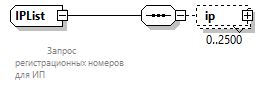 IPList
ip
0..2500
Запрос
регистрационных номеров
для ИП